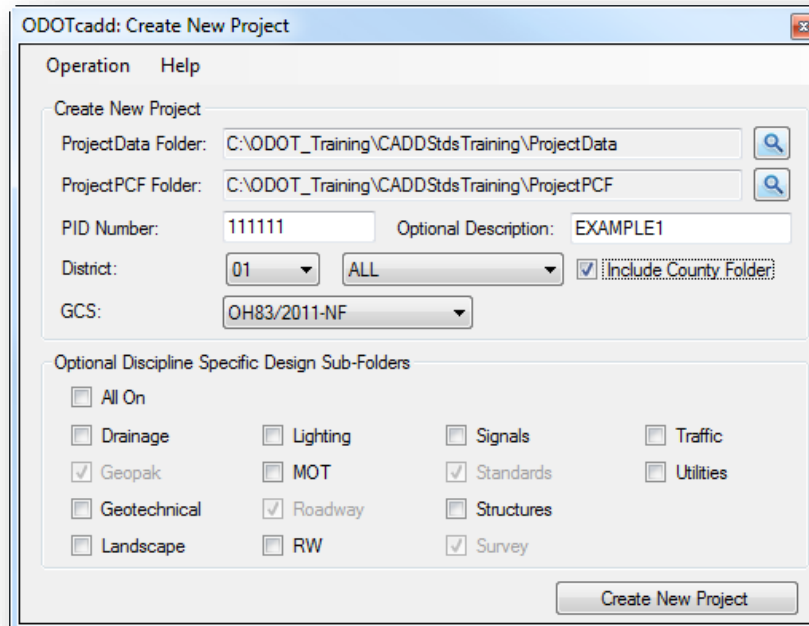 ODOTcadd: Create New Project
Operation Help
Create New Project
ProjectData Folder: C:\ODOT_Training\CADDStdsTraining\ProjectData
ProjectPCF Folder: C:\ODOT_Training\CADDStdsTraining\ProjectPCF
PID Number: 111111 Optional Description: EXAMPLE1
District: 01 ALL Include County Folder
GCS: OH83/2011-NF
Optional Discipline Specific Design Sub-Folders
All On
Drainage Lighting Signals Traffic
Geopak MOT Standards Utilities
Geotechnical Roadway Structures
Landscape RW Survey
Create New Project